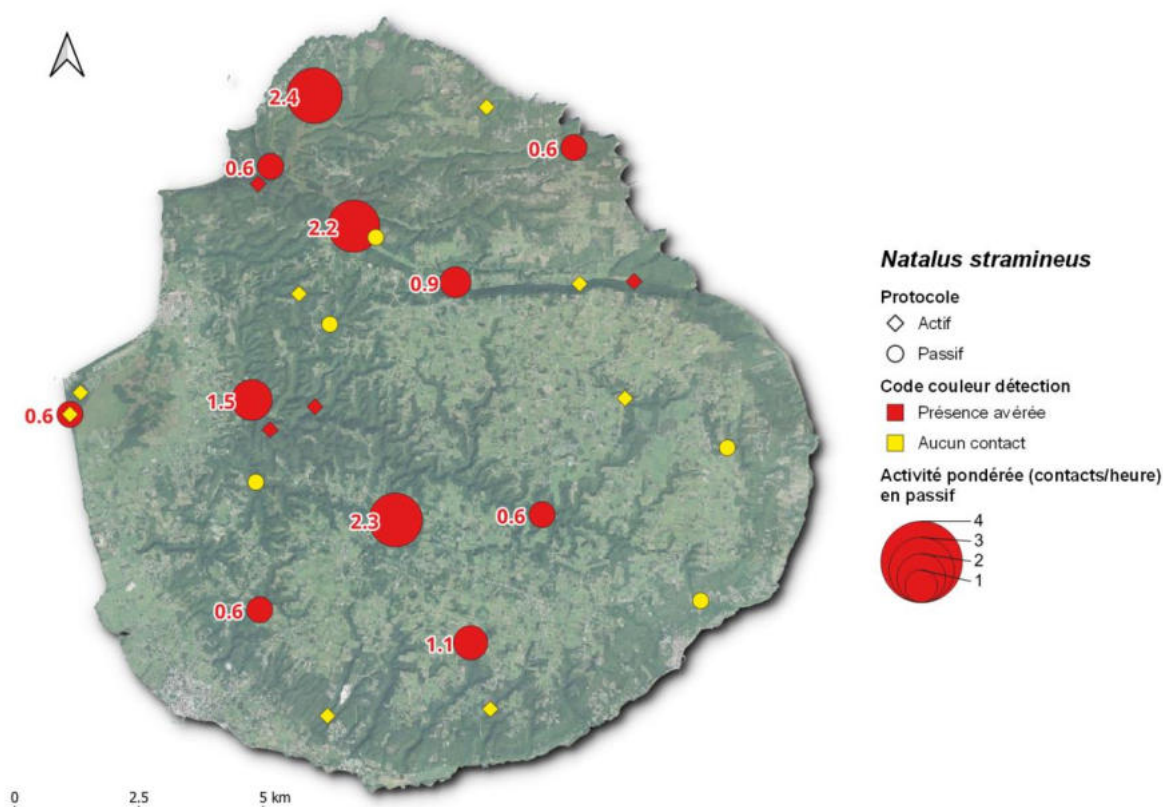 2.4
0.6
0.6
2.2
0.9
1.5
0.6
2.3
0.6
0.6
1.1
0 2.5 5 km
Natalus stramineus
Protocole
Actif
Passif
Code couleur détection
Présence avérée
Aucun contact
Activité pondérée (contacts/heure)
en passif
4
3
2
1